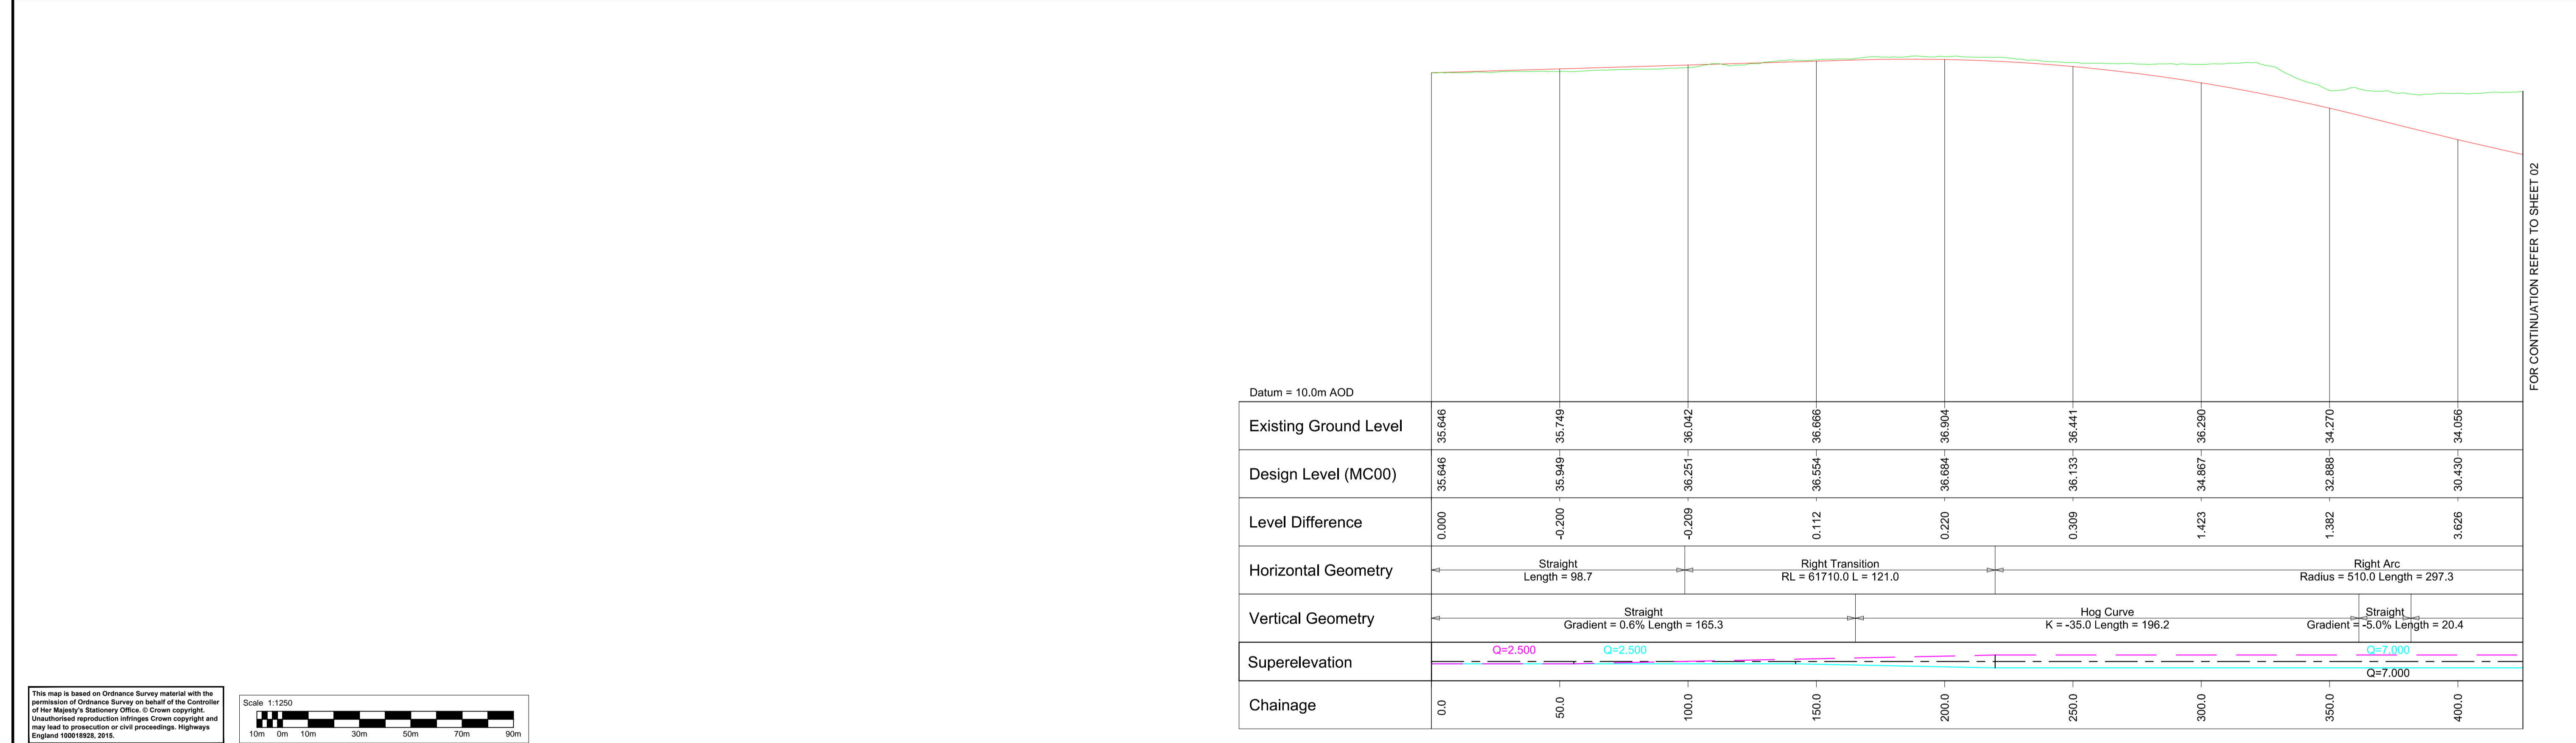 FOR CONTINUATION REFER TO SHEET 02
Datum = 10.0m AOD
Existing Ground Level 35.646 35.749 36.042 36.666 36.904 36.441 36.290 34.270 34.056
Design Level (MC00) 35.646 35.949 36.251 36.554 36.684 36.133 34.867 32.888 30.430
Level Difference 0.000 -0.200 -0.209 0.112 0.220 0.309 1.423 1.382 3.626
Horizontal Geometry
Straight
Length = 98.7
Right Transition
RL = 61710.0 L = 121.0
Right Arc
Radius = 510.0 Length = 297.3
Vertical Geometry
Straight
Gradient = 0.6% Length = 165.3
Hog Curve
K = -35.0 Length = 196.2
Straight
Gradient = -5.0% Length = 20.4
Superelevation
Q=2.500 Q=2.500 Q=7.000
Q=7.000
Chainage 0.0 50.0 100.0 150.0 200.0 250.0 300.0 350.0 400.0
This map is based on Ordnance Survey material with the
permission of Ordnance Survey on behalf of the Controller
of Her Majesty's Stationery Office. © Crown copyright.
Unauthorised reproduction infringes Crown copyright and
may lead to prosecution or civil proceedings. Highways
England 100018928, 2015.
Scale 1:1250
10m 0m 10m 30m 50m 70m 90m